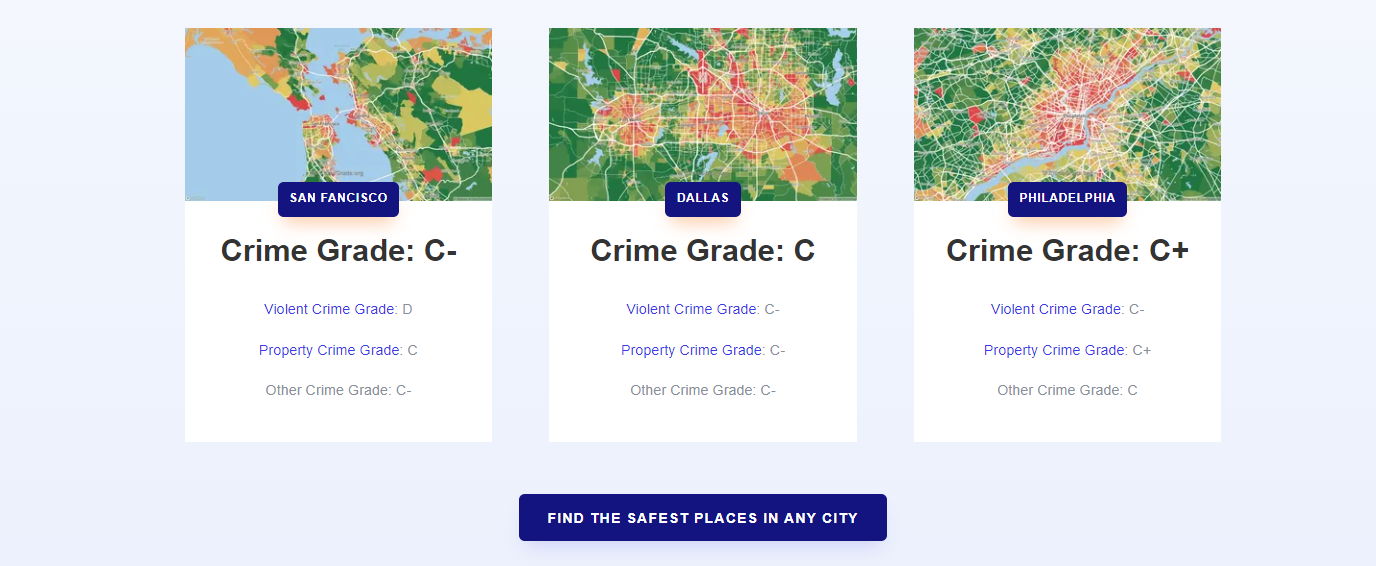 SAN FANCISCO
Crime Grade: C-
Violent Crime Grade: D
Property Crime Grade: C
Other Crime Grade: C-
DALLAS
Crime Grade: C
Violent Crime Grade: C-
Property Crime Grade: C-
Other Crime Grade: C-
PHILADELPHIA
Crime Grade: C+
Violent Crime Grade: C-
Property Crime Grade: C+
Other Crime Grade: C
FIND THE SAFEST PLACES IN ANY CITY